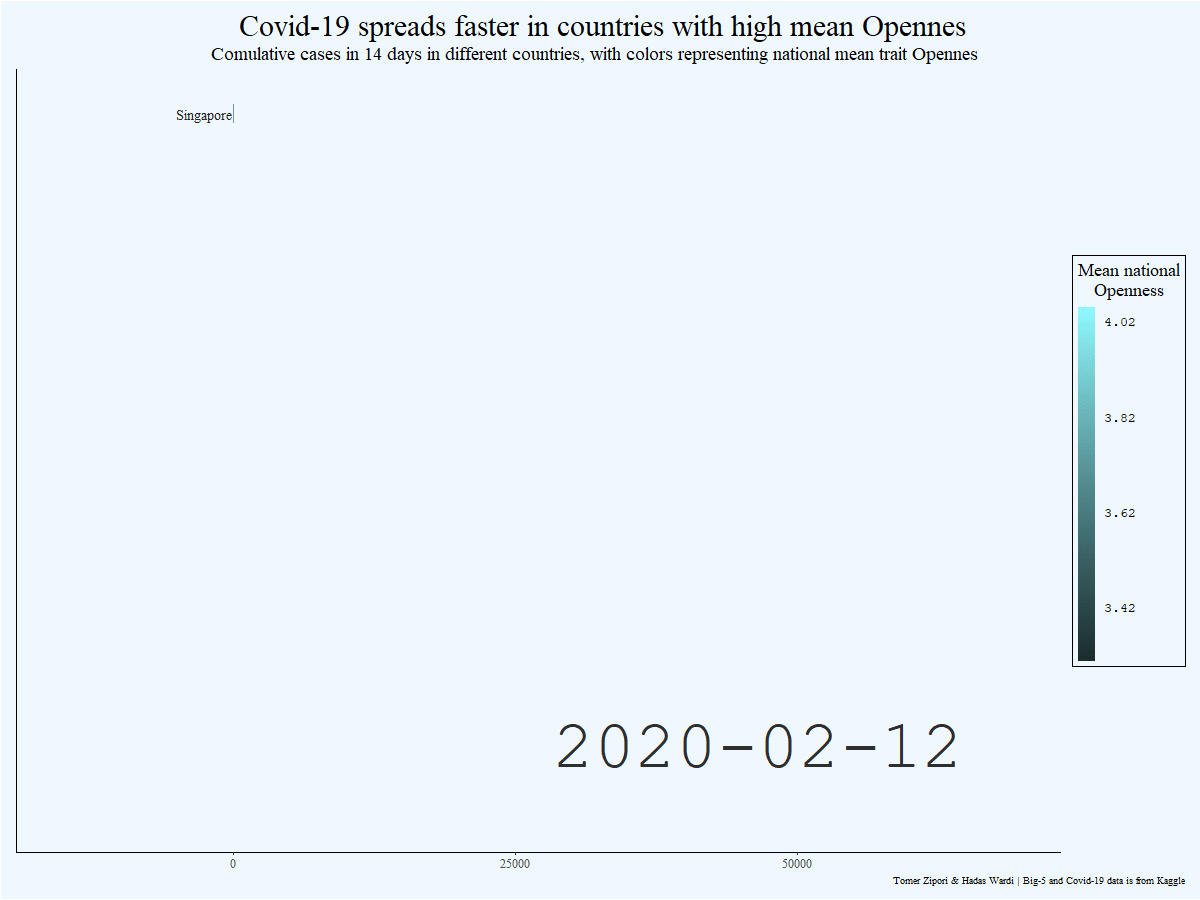 Covid-19 spreads faster in countries with high mean Opennes
Comulative cases in 14 days in different countries, with colors representing national mean trait Opennes
Singapore
Mean national
Openness
4.02
3.82
3.62
3.42
2020-02-12
0 25000 50000
Tomer Zipori & Hadas Wardi | Big-5 and Covid-19 data is from Kaggle